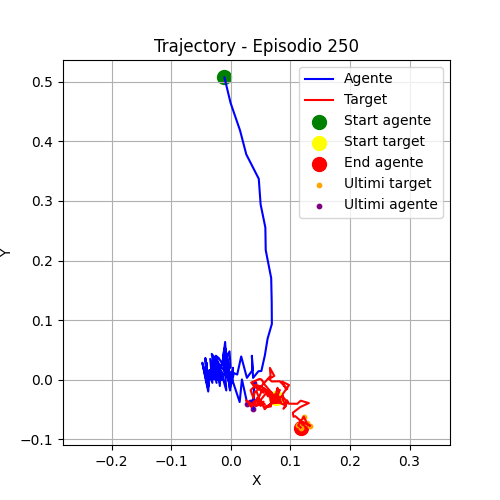 Trajectory - Episodio 250
Agente
Target
Start agente
Start target
End agente
Ultimi target
Ultimi agente
0.5
0.4
0.3
0.2
0.1
0.0
−0.1
Y
−0.2
−0.1
0.0
0.1
0.2
0.3
X